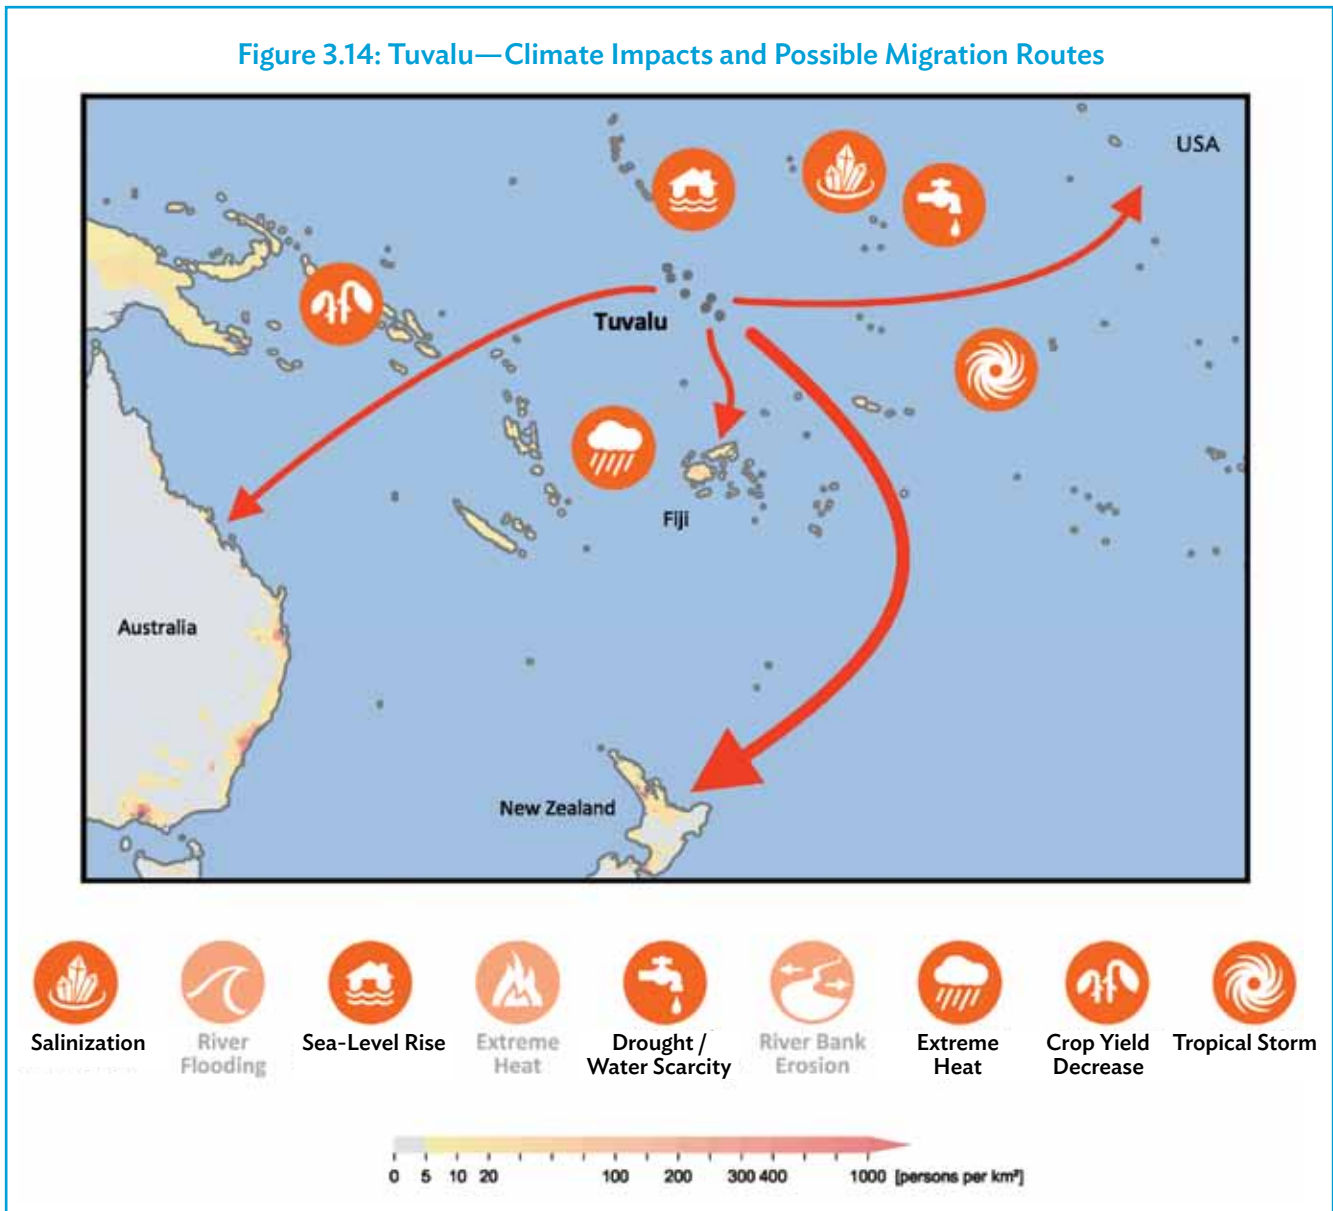 Figure 3.14: Tuvalu—Climate Impacts and Possible Migration Routes
USA
Tuvalu
Fiji
Australia
New Zealand
Salinization
River
Flooding
Sea-Level Rise
Extreme
Heat
Drought /
Water Scarcity
River Bank
Erosion
Extreme
Heat
Crop Yield
Decrease
Tropical Storm
0 5 10 20 100 200 300 400 1000 [persons per km²]